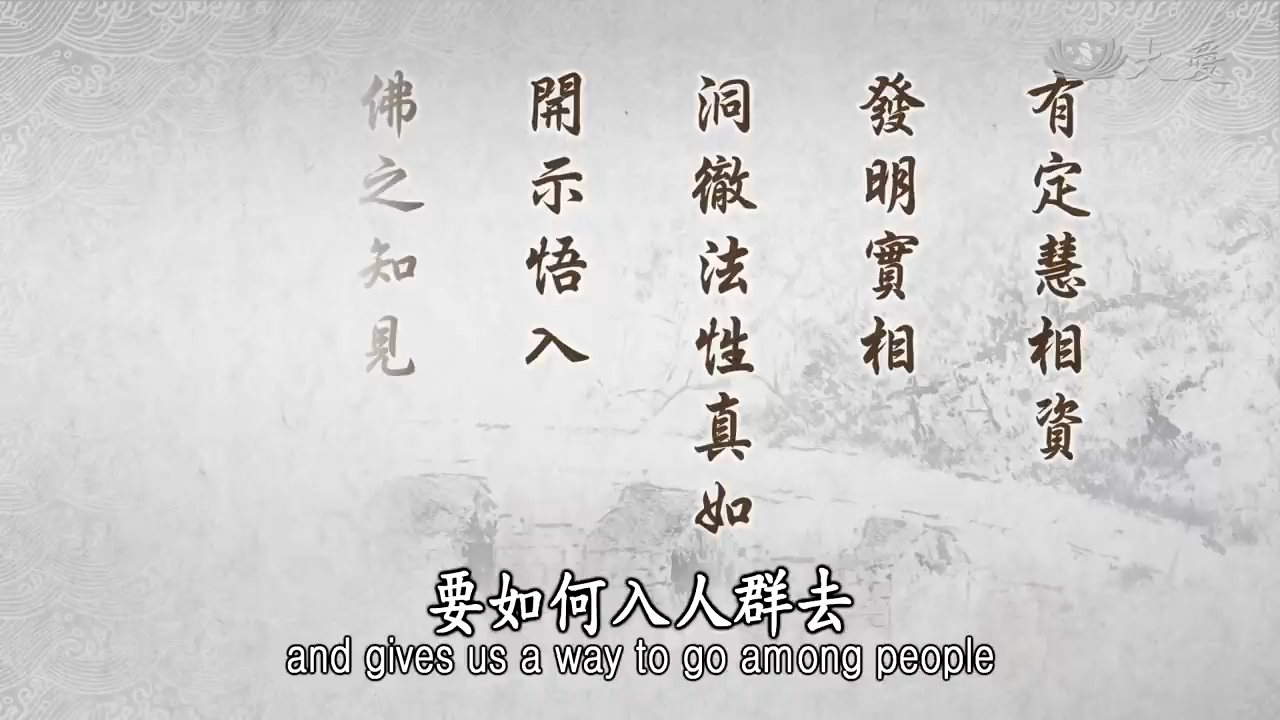 有定慧相資
發明實相
洞徹法性真如
開示悟入
佛之知見
大愛
要如何入人群去
and gives us a way to go among people